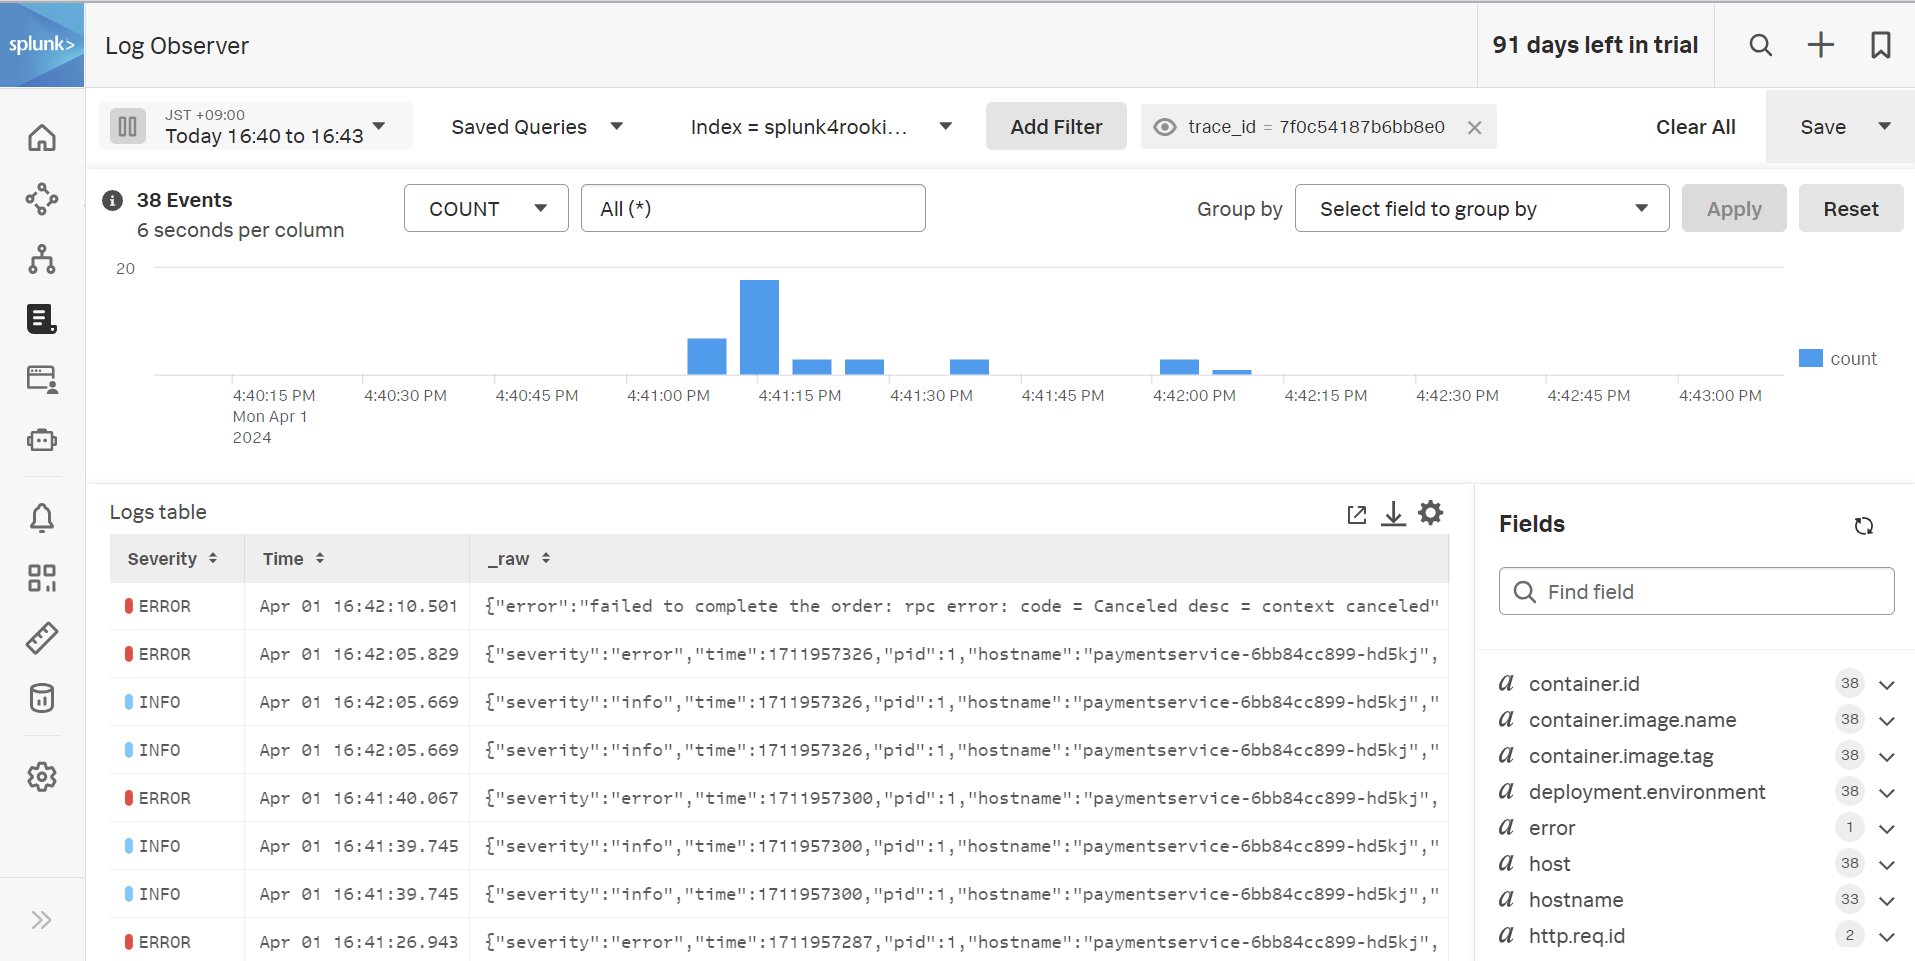 splunk>
Log Observer
91 days left in trial
JST +09:00
Today 16:40 to 16:43
Saved Queries
Index = splunk4rooki...
Add Filter
trace_id = 7f0c54187b6bb8e0
Clear All
Save
38 Events
6 seconds per column
COUNT
All (*)
Group by
Select field to group by
Apply
Reset
20
4:40:15 PM 4:40:30 PM 4:40:45 PM 4:41:00 PM 4:41:15 PM 4:41:30 PM 4:41:45 PM 4:42:00 PM 4:42:15 PM 4:42:30 PM 4:42:45 PM 4:43:00 PM
Mon Apr 1
2024
count
Logs table
Severity Time _raw
ERROR Apr 01 16:42:10.501 {"error":"failed to complete the order: rpc error: code = Canceled desc = context canceled"
ERROR Apr 01 16:42:05.829 {"severity":"error","time":1711957326,"pid":1,"hostname":"paymentservice-6bb84cc899-hd5kj",
INFO Apr 01 16:42:05.669 {"severity":"info","time":1711957326,"pid":1,"hostname":"paymentservice-6bb84cc899-hd5kj","
INFO Apr 01 16:42:05.669 {"severity":"info","time":1711957326,"pid":1,"hostname":"paymentservice-6bb84cc899-hd5kj","
ERROR Apr 01 16:41:40.067 {"severity":"error","time":1711957300,"pid":1,"hostname":"paymentservice-6bb84cc899-hd5kj",
INFO Apr 01 16:41:39.745 {"severity":"info","time":1711957300,"pid":1,"hostname":"paymentservice-6bb84cc899-hd5kj","
INFO Apr 01 16:41:39.745 {"severity":"info","time":1711957300,"pid":1,"hostname":"paymentservice-6bb84cc899-hd5kj","
ERROR Apr 01 16:41:26.943 {"severity":"error","time":1711957287,"pid":1,"hostname":"paymentservice-6bb84cc899-hd5kj",
Fields
Find field
a container.id 38
a container.image.name 38
a container.image.tag 38
a deployment.environment 38
a error 1
a host 38
a hostname 33
a http.req.id 2